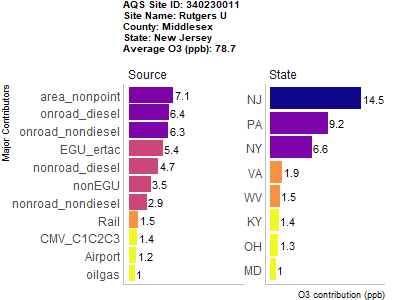 AQS Site ID: 340230011
Site Name: Rutgers U
County: Middlesex
State: New Jersey
Average O3 (ppb): 78.7
Major Contributors
Source
area_nonpoint 7.1
onroad_diesel 6.4
onroad_nondiesel 6.3
EGU_ertac 5.4
nonroad_diesel 4.7
nonEGU 3.5
nonroad_nondiesel 2.9
Rail 1.5
CMV_C1C2C3 1.4
Airport 1.2
oilgas 1
State
NJ 14.5
PA 9.2
NY 6.6
VA 1.9
WV 1.5
KY 1.4
OH 1.3
MD 1
O3 contribution (ppb)